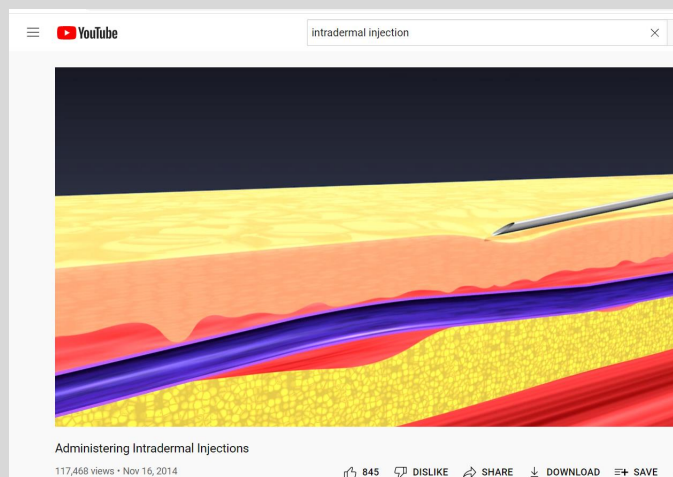 YouTube
intradermal injection
Administering Intradermal Injections
117,468 views • Nov 16, 2014
845 DISLIKE SHARE DOWNLOAD SAVE